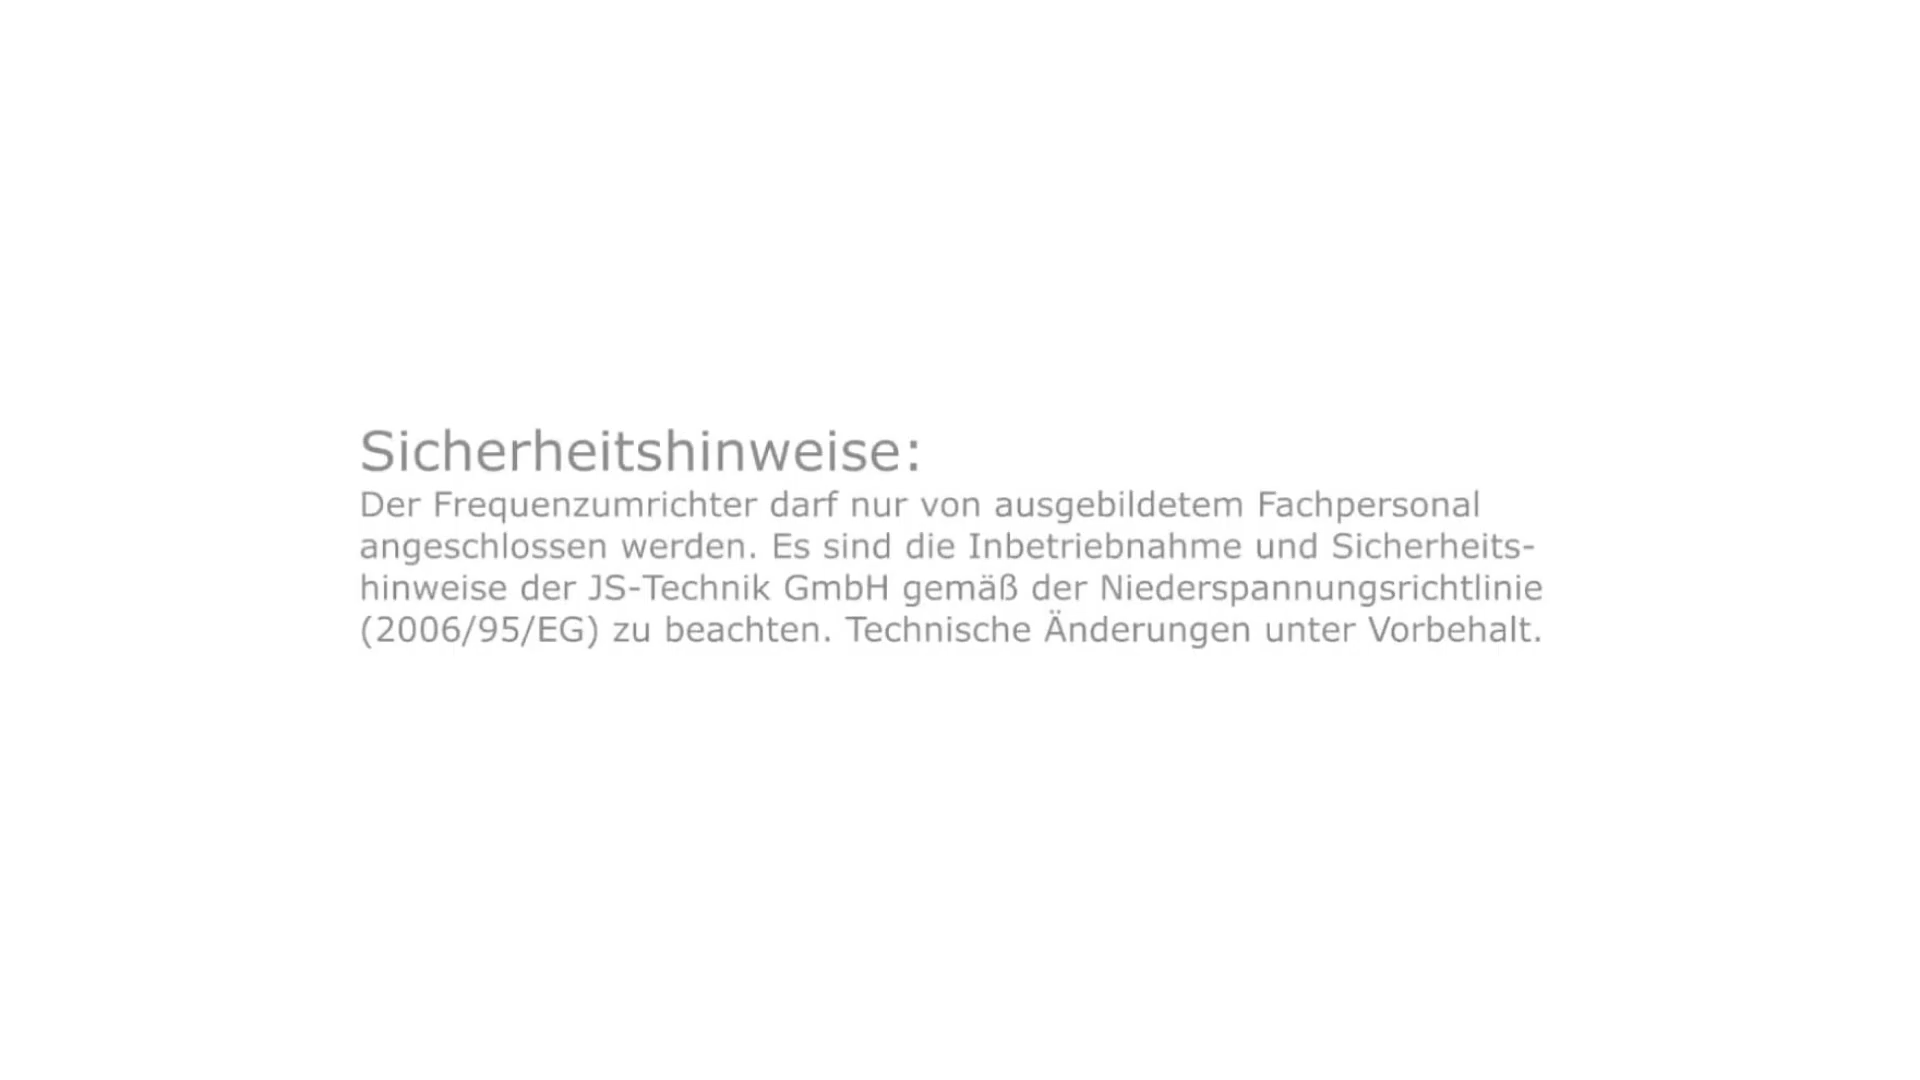 Sicherheitshinweise:
Der Frequenzumrichter darf nur von ausgebildetem Fachpersonal
angeschlossen werden. Es sind die Inbetriebnahme und Sicherheits-
hinweise der JS-Technik GmbH gemäß der Niederspannungsrichtlinie
(2006/95/EG) zu beachten. Technische Änderungen unter Vorbehalt.